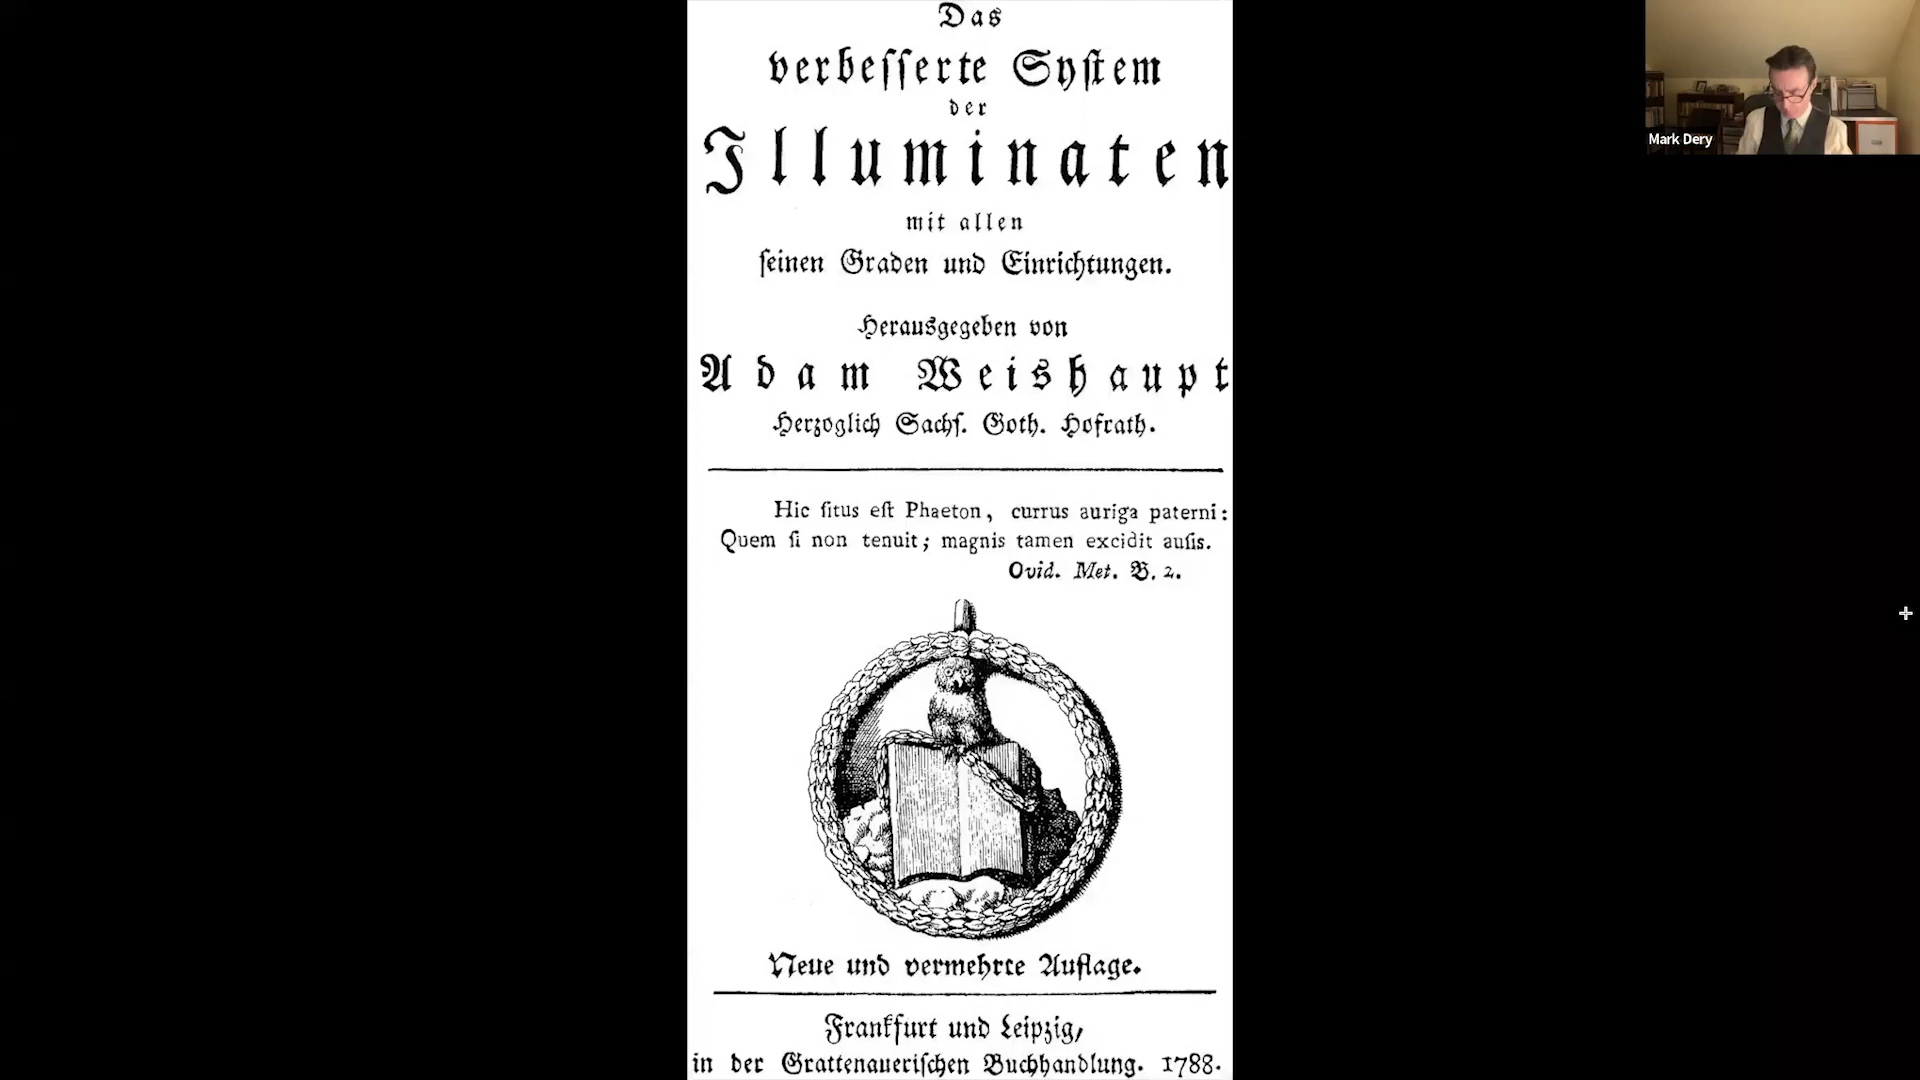 Das
verbeſſerte Syſtem
der
Illuminaten
mit allen
ſeinen Graden und Einrichtungen.
Herausgegeben von
Adam Weishaupt
Herzoglich Sachſ. Goth. Hofrath.
Hic ſitus eſt Phaeton, currus auriga paterni:
Quem ſi non tenuit; magnis tamen excidit auſis.
Ovid. Met. B. 2.
Neue und vermehrte Auflage.
Frankfurt und Leipzig,
in der Grattenaueriſchen Buchhandlung. 1788.
Mark Dery